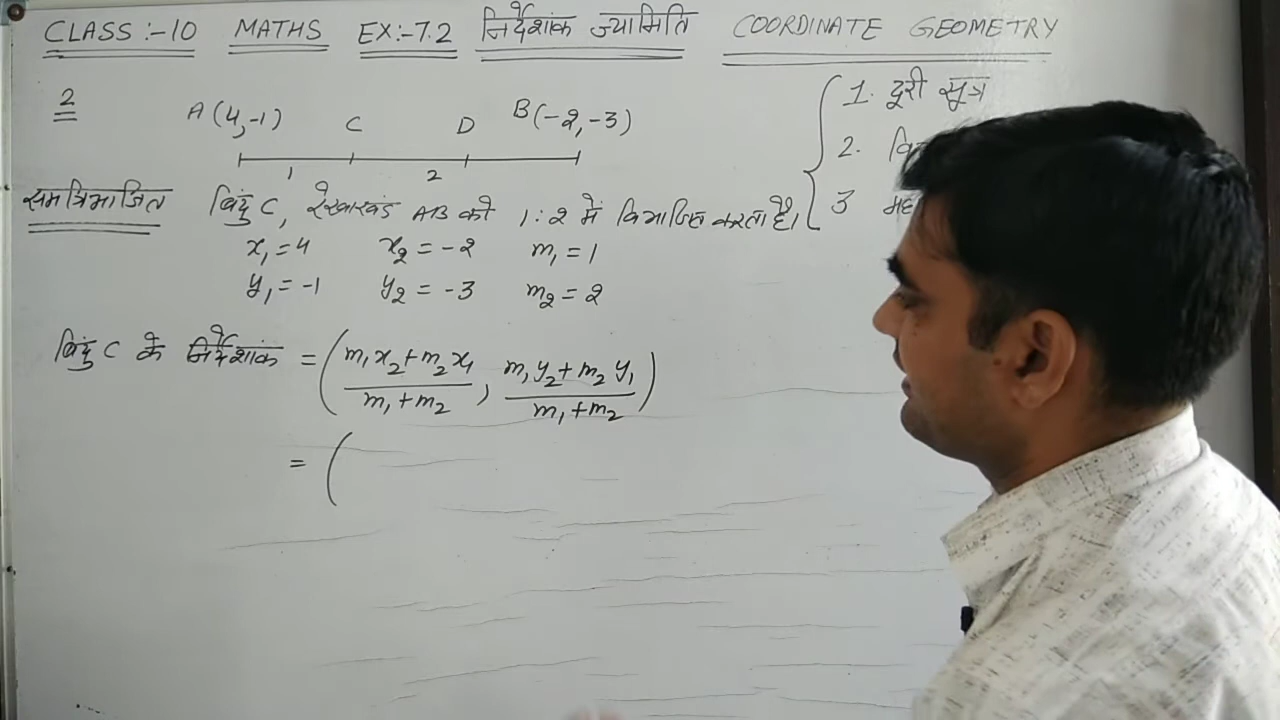 CLASS :-10 MATHS EX:-7.2 निर्देशांक ज्यामिति COORDINATE GEOMETRY
2
A(4,-1) C D B(-2,-3)
1 2
1. दूरी सूत्र
2.
3
समत्रिभाजित बिंदु C, रेखाखंड AB को 1:2 में विभाजित करता है।
x₁ = 4 x₂ = -2 m₁ = 1
y₁ = -1 y₂ = -3 m₂ = 2
बिंदु C के निर्देशांक = ( (m₁x₂ + m₂x₁)/(m₁ + m₂) , (m₁y₂ + m₂y₁)/(m₁ + m₂) )
= (